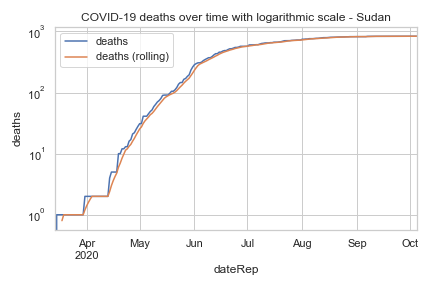 COVID-19 deaths over time with logarithmic scale - Sudan
deaths
deaths (rolling)
10³
10²
10¹
10⁰
deaths
Apr May Jun Jul Aug Sep Oct
2020
dateRep